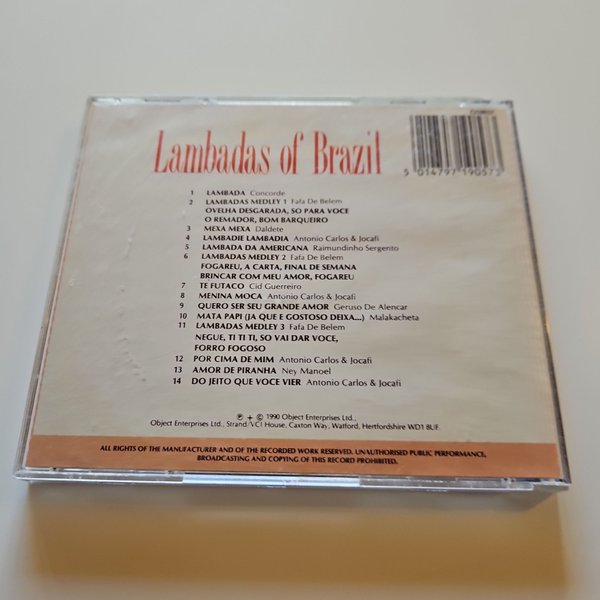 Lambadas of Brazil
5 014797 190573
1 LAMBADA Concorde
2 LAMBADAS MEDLEY 1 Fafa De Belem
OVELHA DESGARADA, SO PARA VOCE
O REMADOR, BOM BARQUEIRO
3 MEXA MEXA Daldete
4 LAMBADIE LAMBADIA Antonio Carlos & Jocafi
5 LAMBADA DA AMERICANA Raimundinho Sergento
6 LAMBADAS MEDLEY 2 Fafa De Belem
FOGAREU, A CARTA, FINAL DE SEMANA
BRINCAR COM MEU AMOR, FOGAREU
7 TE FUTACO Cid Guerreiro
8 MENINA MOCA Antonio Carlos & Jocafi
9 QUERO SER SEU GRANDE AMOR Geruso De Alencar
10 MATA PAPI (JA QUE E GOSTOSO DEIXA...) Malakacheta
11 LAMBADAS MEDLEY 3 Fafa De Belem
NEGUE, TI TI TI, SO VAI DAR VOCE,
FORRO FOGOSO
12 POR CIMA DE MIM Antonio Carlos & Jocafi
13 AMOR DE PIRANHA Ney Manoel
14 DO JEITO QUE VOCE VIER Antonio Carlos & Jocafi
℗ + © 1990 Object Enterprises Ltd.,
Object Enterprises Ltd., Strand/VCI House, Caxton Way, Watford, Hertfordshire WD1 8UF.
ALL RIGHTS OF THE MANUFACTURER AND OF THE RECORDED WORK RESERVED. UNAUTHORISED PUBLIC PERFORMANCE,
BROADCASTING AND COPYING OF THIS RECORD PROHIBITED.